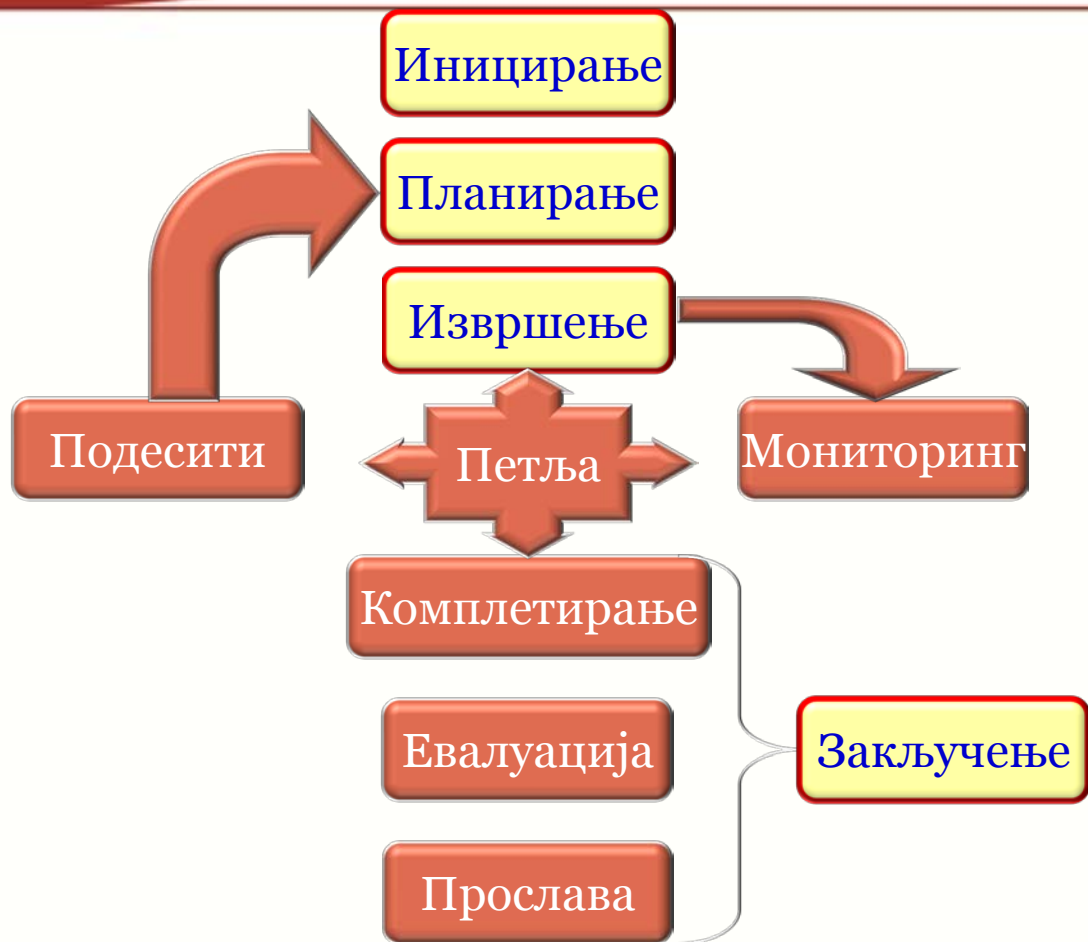 Иницирање
Планирање
Извршење
Подесити
Петља
Мониторинг
Комплетирање
Евалуација
Закључење
Прослава